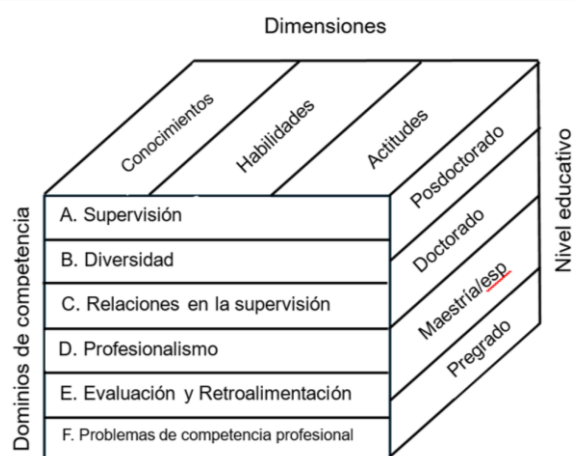 Dimensiones
Conocimientos
Habilidades
Actitudes
Dominios de competencia
A. Supervisión
B. Diversidad
C. Relaciones en la supervisión
D. Profesionalismo
E. Evaluación y Retroalimentación
F. Problemas de competencia profesional
Posdoctorado
Doctorado
Maestría/esp
Pregrado
Nivel educativo